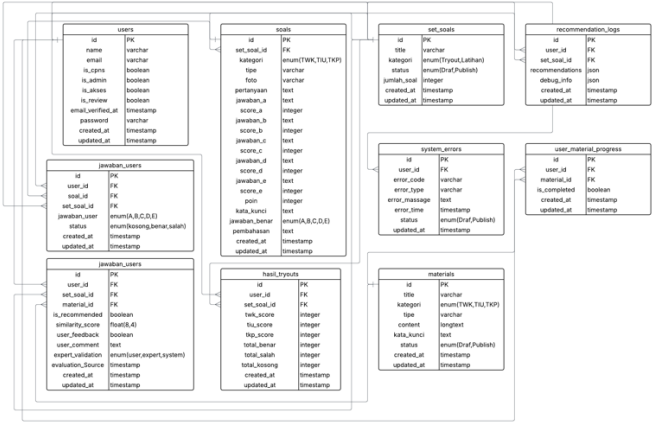 users
id PK
name varchar
email varchar
is_cpns boolean
is_admin boolean
is_akses boolean
is_review boolean
email_verified_at timestamp
password varchar
created_at timestamp
updated_at timestamp
soals
id PK
set_soal_id FK
kategori enum(TWK,TIU,TKP)
tipe varchar
foto varchar
pertanyaan text
jawaban_a text
score_a integer
jawaban_b text
score_b integer
jawaban_c text
score_c integer
jawaban_d text
score_d integer
jawaban_e text
score_e integer
poin integer
kata_kunci text
jawaban_benar enum(A,B,C,D,E)
pembahasan text
created_at timestamp
updated_at timestamp
set_soals
id PK
title varchar
kategori enum(Tryout,Latihan)
status enum(Draf,Publish)
jumlah_soal integer
created_at timestamp
updated_at timestamp
recommendation_logs
id PK
user_id FK
set_soal_id FK
recommendations json
debug_info json
created_at timestamp
updated_at timestamp
jawaban_users
id PK
user_id FK
soal_id FK
set_soal_id FK
jawaban_user enum(A,B,C,D,E)
status enum(kosong,benar,salah)
created_at timestamp
updated_at timestamp
system_errors
id PK
user_id FK
error_code varchar
error_type varchar
error_massage text
error_time timestamp
status enum(Draf,Publish)
updated_at timestamp
user_material_progress
id PK
user_id FK
material_id FK
is_completed boolean
created_at timestamp
updated_at timestamp
jawaban_users
id PK
user_id FK
set_soal_id FK
material_id FK
is_recommended boolean
similarity_score float(8,4)
user_feedback boolean
user_comment text
expert_validation enum(user,expert,system)
evaluation_Source timestamp
created_at timestamp
updated_at timestamp
hasil_tryouts
id PK
user_id FK
set_soal_id FK
twk_score integer
tiu_score integer
tkp_score integer
total_benar integer
total_salah integer
total_kosong integer
created_at timestamp
updated_at timestamp
materials
id PK
title varchar
kategori enum(TWK,TIU,TKP)
tipe varchar
content longtext
kata_kunci text
status enum(Draf,Publish)
created_at timestamp
updated_at timestamp